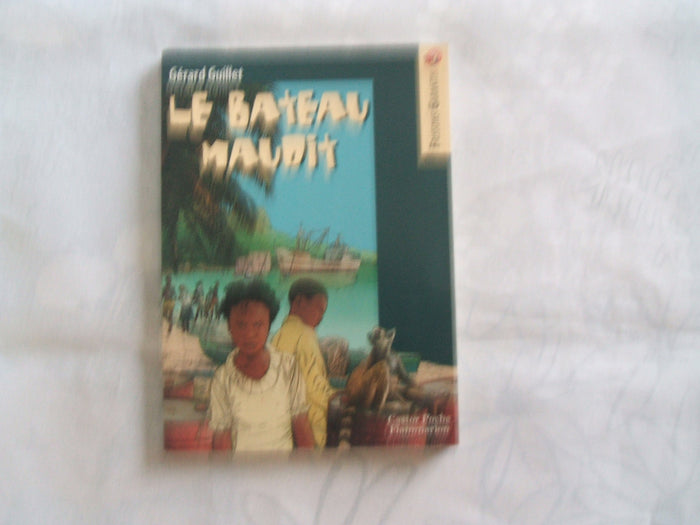 Gérard Guillet
LE BATEAU
MAUDIT
Castor Poche
Flammarion